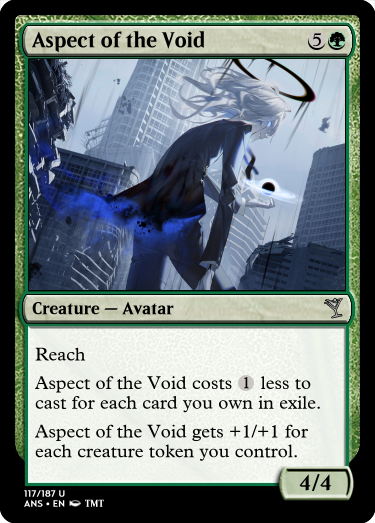 Aspect of the Void 5
Creature — Avatar
Reach
Aspect of the Void costs 1 less to
cast for each card you own in exile.
Aspect of the Void gets +1/+1 for
each creature token you control.
4/4
117/187 U
ANS • EN TMT